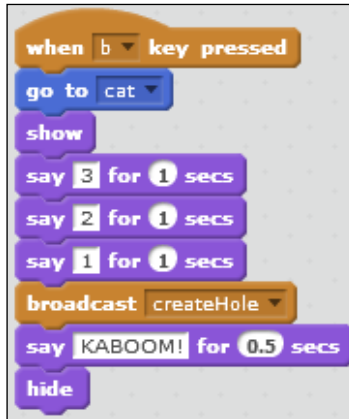 when b key pressed
go to cat
show
say 3 for 1 secs
say 2 for 1 secs
say 1 for 1 secs
broadcast createHole
say KABOOM! for 0.5 secs
hide